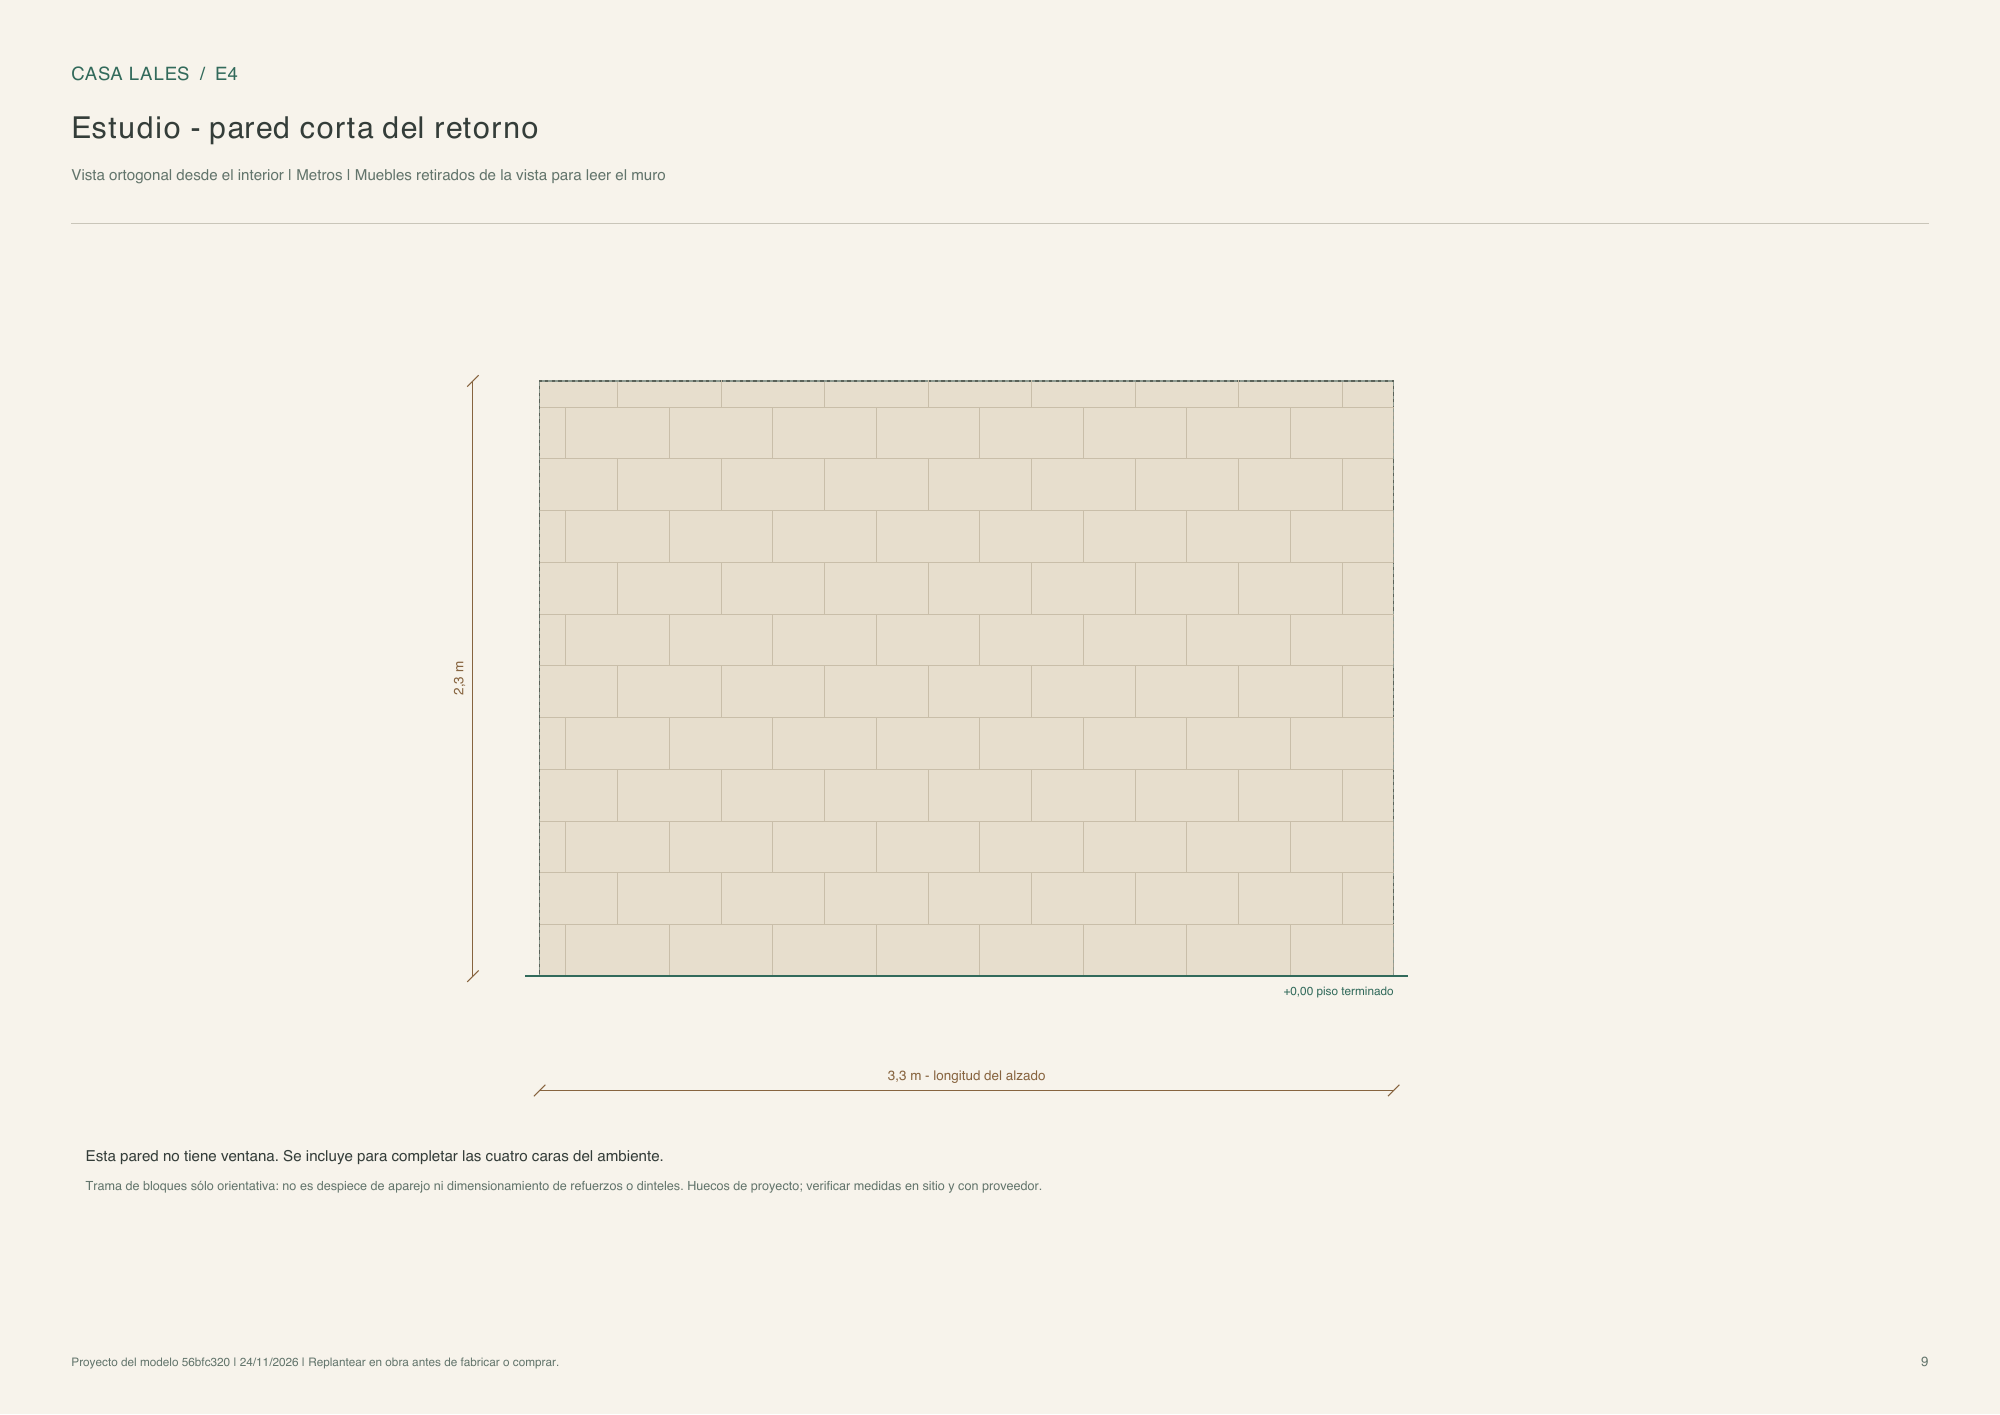 CASA LALES / E4
Estudio - pared corta del retorno
Vista ortogonal desde el interior | Metros | Muebles retirados de la vista para leer el muro
2,3 m
+0,00 piso terminado
3,3 m - longitud del alzado
Esta pared no tiene ventana. Se incluye para completar las cuatro caras del ambiente.
Trama de bloques sólo orientativa: no es despiece de aparejo ni dimensionamiento de refuerzos o dinteles. Huecos de proyecto; verificar medidas en sitio y con proveedor.
Proyecto del modelo 56bfc320 | 24/11/2026 | Replantear en obra antes de fabricar o comprar.
9